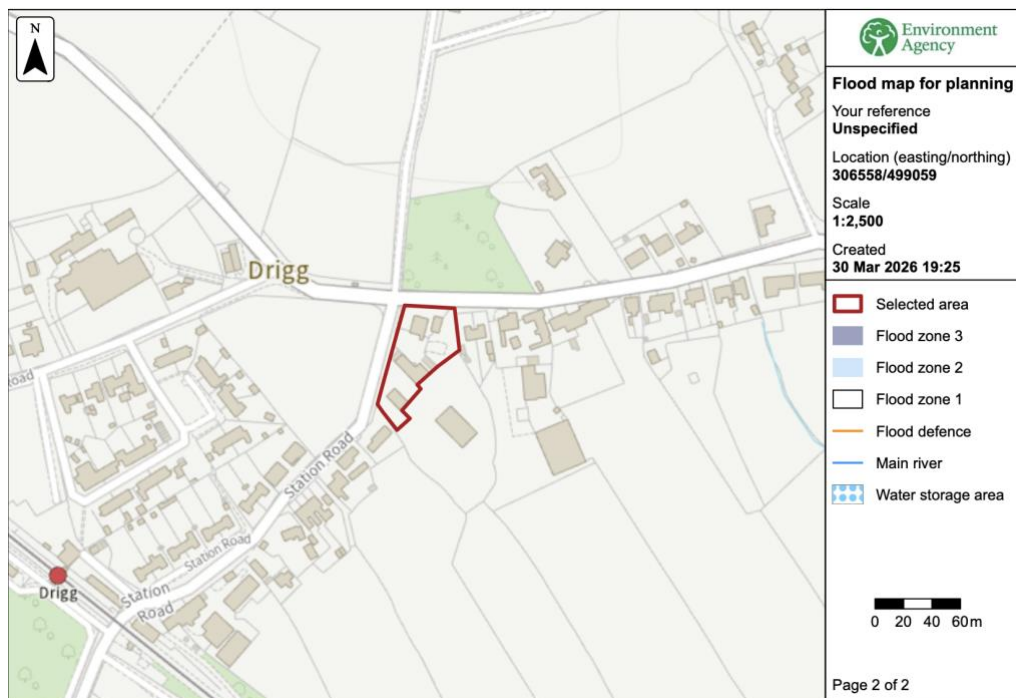 N
Drigg
Road
Station Road
Station Road
Station
Road
Drigg
Environment
Agency
Flood map for planning
Your reference
Unspecified
Location (easting/northing)
306558/499059
Scale
1:2,500
Created
30 Mar 2026 19:25
Selected area
Flood zone 3
Flood zone 2
Flood zone 1
Flood defence
Main river
Water storage area
0 20 40 60m
Page 2 of 2